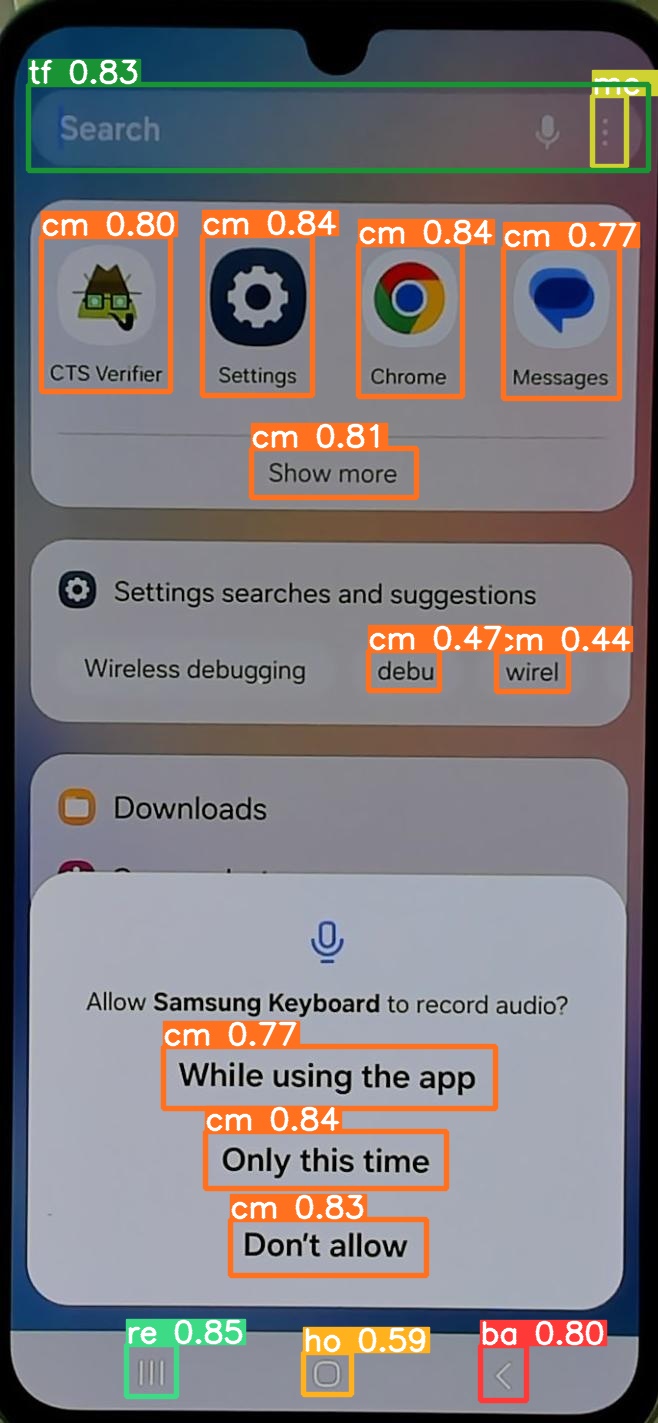 tf 0.83
Search
cm 0.80 cm 0.84 cm 0.84 cm 0.77
CTS Verifier Settings Chrome Messages
cm 0.81
Show more
Settings searches and suggestions
cm 0.47 cm 0.44
Wireless debugging debu wirel
Downloads
Allow Samsung Keyboard to record audio?
cm 0.77
While using the app
cm 0.84
Only this time
cm 0.83
Don't allow
re 0.85 ho 0.59 ba 0.80